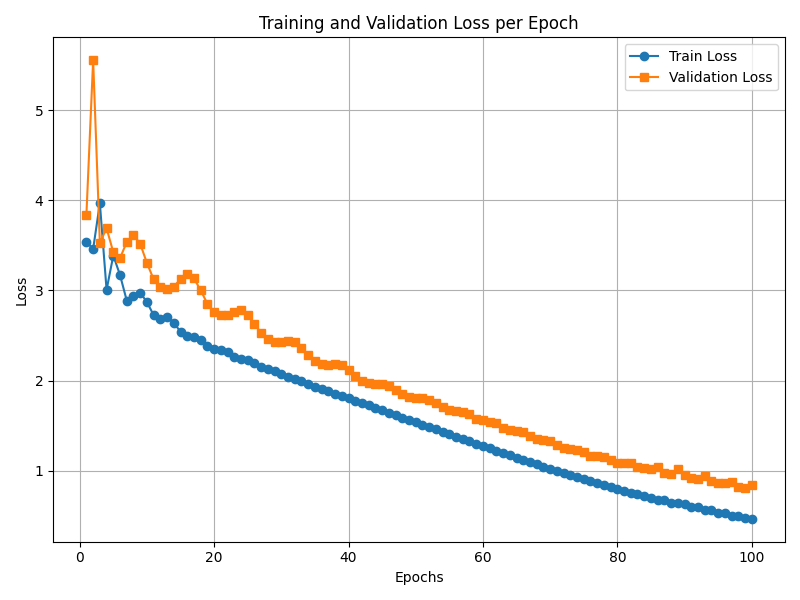 Training and Validation Loss per Epoch
Train Loss
Validation Loss
5
4
3
2
1
Loss
0 20 40 60 80 100
Epochs